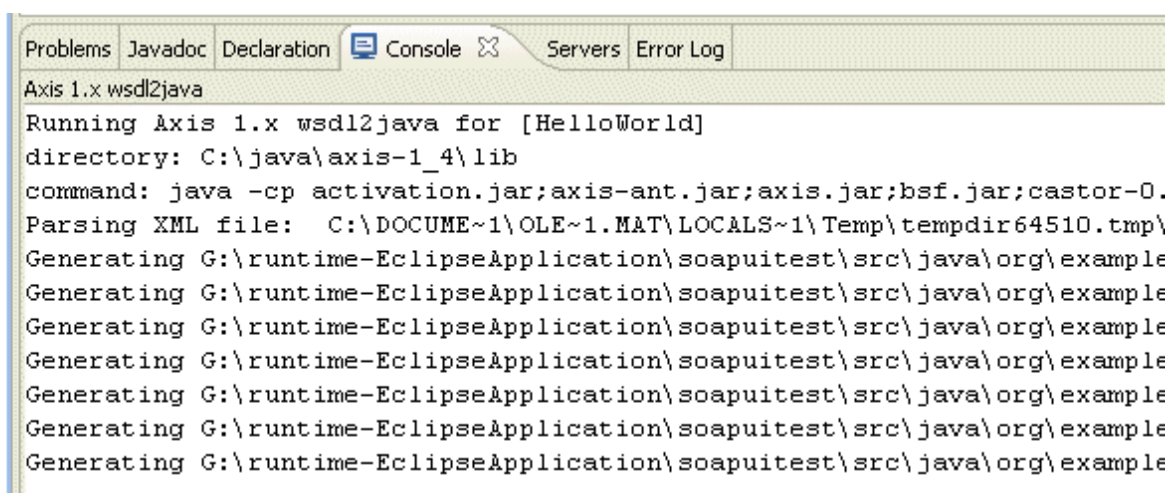 Problems Javadoc Declaration Console Servers Error Log
Axis 1.x wsdl2java
Running Axis 1.x wsdl2java for [HelloWorld]
directory: C:\java\axis-1_4\lib
command: java -cp activation.jar;axis-ant.jar;axis.jar;bsf.jar;castor-0.
Parsing XML file:  C:\DOCUME~1\OLE~1.MAT\LOCALS~1\Temp\tempdir64510.tmp\
Generating G:\runtime-EclipseApplication\soapuitest\src\java\org\example
Generating G:\runtime-EclipseApplication\soapuitest\src\java\org\example
Generating G:\runtime-EclipseApplication\soapuitest\src\java\org\example
Generating G:\runtime-EclipseApplication\soapuitest\src\java\org\example
Generating G:\runtime-EclipseApplication\soapuitest\src\java\org\example
Generating G:\runtime-EclipseApplication\soapuitest\src\java\org\example
Generating G:\runtime-EclipseApplication\soapuitest\src\java\org\example